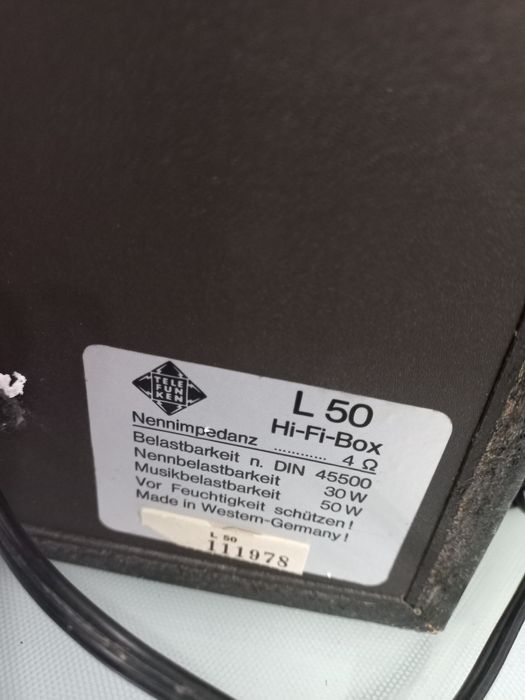 TELE
FUN
KEN
L 50
Hi-Fi-Box
Nennimpedanz ............ 4 Ω
Belastbarkeit n. DIN 45500
Nennbelastbarkeit 30 W
Musikbelastbarkeit 50 W
Vor Feuchtigkeit schützen!
Made in Western-Germany!
L 50
111978